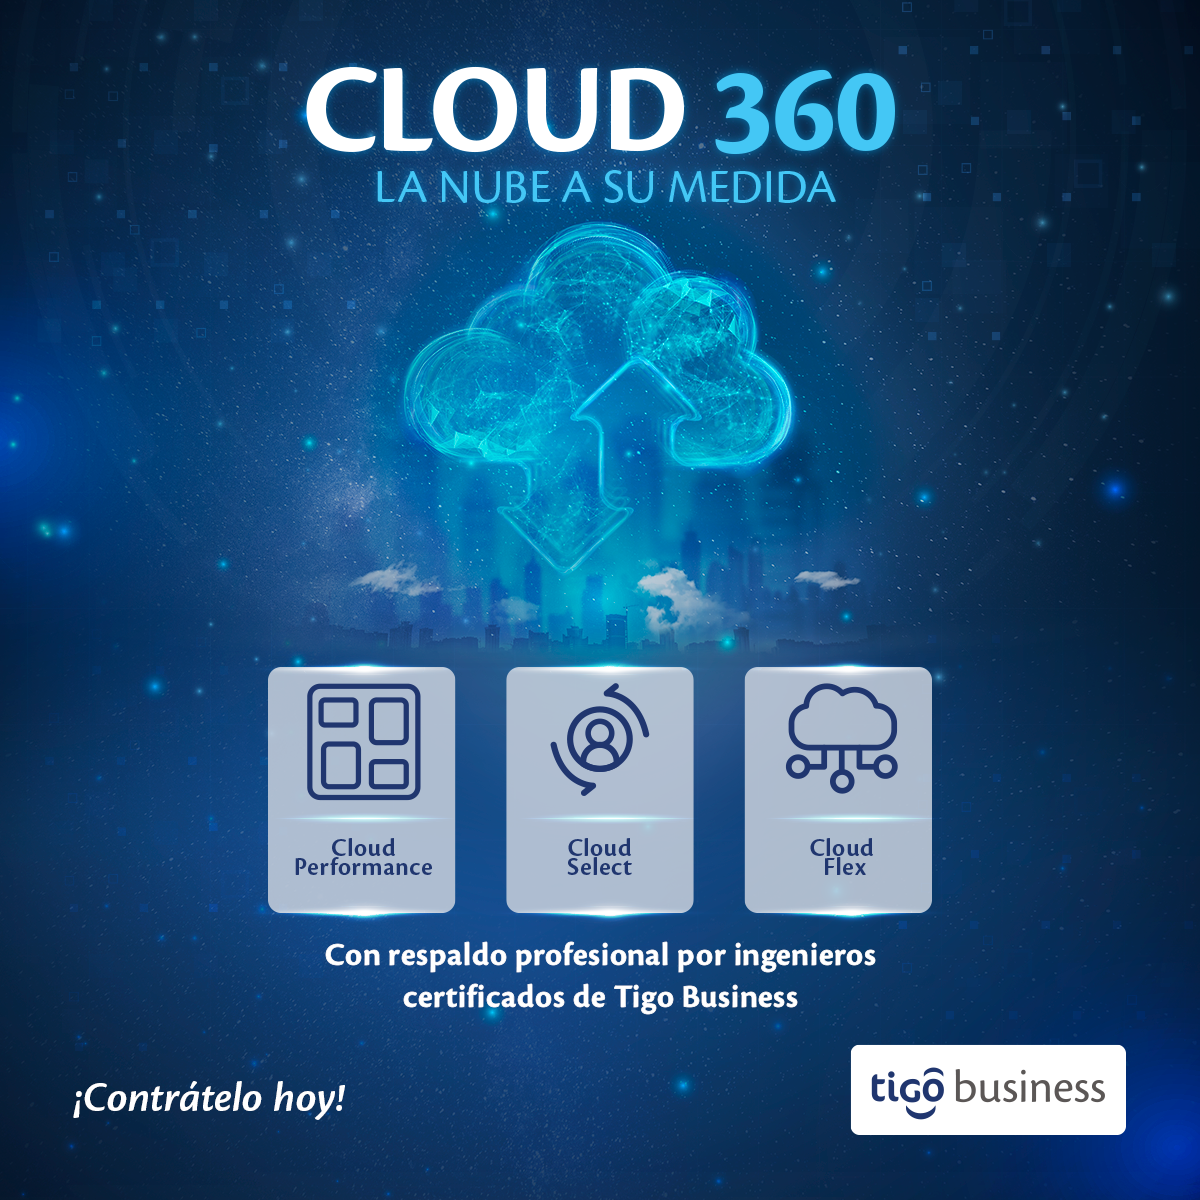 CLOUD 360
LA NUBE A SU MEDIDA
Cloud
Performance
Cloud
Select
Cloud
Flex
Con respaldo profesional por ingenieros
certificados de Tigo Business
¡Contrátelo hoy!
tigo business